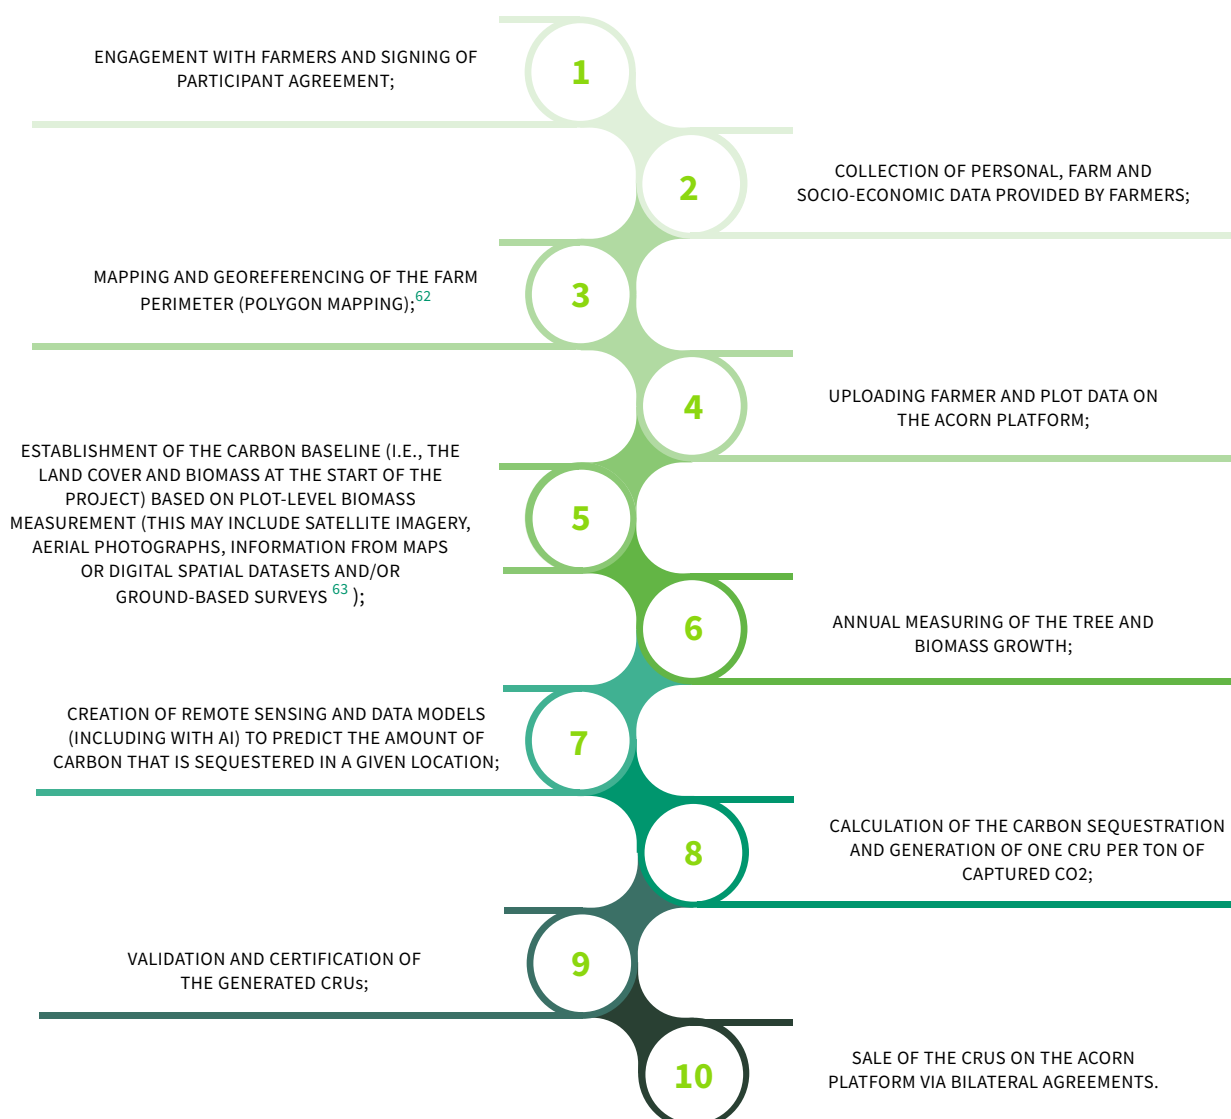 ENGAGEMENT WITH FARMERS AND SIGNING OF
PARTICIPANT AGREEMENT;
1
2
COLLECTION OF PERSONAL, FARM AND
SOCIO-ECONOMIC DATA PROVIDED BY FARMERS;
MAPPING AND GEOREFERENCING OF THE FARM
PERIMETER (POLYGON MAPPING);62
3
4
UPLOADING FARMER AND PLOT DATA ON
THE ACORN PLATFORM;
ESTABLISHMENT OF THE CARBON BASELINE (I.E., THE
LAND COVER AND BIOMASS AT THE START OF THE
PROJECT) BASED ON PLOT-LEVEL BIOMASS
MEASUREMENT (THIS MAY INCLUDE SATELLITE IMAGERY,
AERIAL PHOTOGRAPHS, INFORMATION FROM MAPS
OR DIGITAL SPATIAL DATASETS AND/OR
GROUND-BASED SURVEYS 63 );
5
6
ANNUAL MEASURING OF THE TREE AND
BIOMASS GROWTH;
CREATION OF REMOTE SENSING AND DATA MODELS
(INCLUDING WITH AI) TO PREDICT THE AMOUNT OF
CARBON THAT IS SEQUESTERED IN A GIVEN LOCATION;
7
8
CALCULATION OF THE CARBON SEQUESTRATION
AND GENERATION OF ONE CRU PER TON OF
CAPTURED CO2;
VALIDATION AND CERTIFICATION OF
THE GENERATED CRUs;
9
10
SALE OF THE CRUS ON THE ACORN
PLATFORM VIA BILATERAL AGREEMENTS.